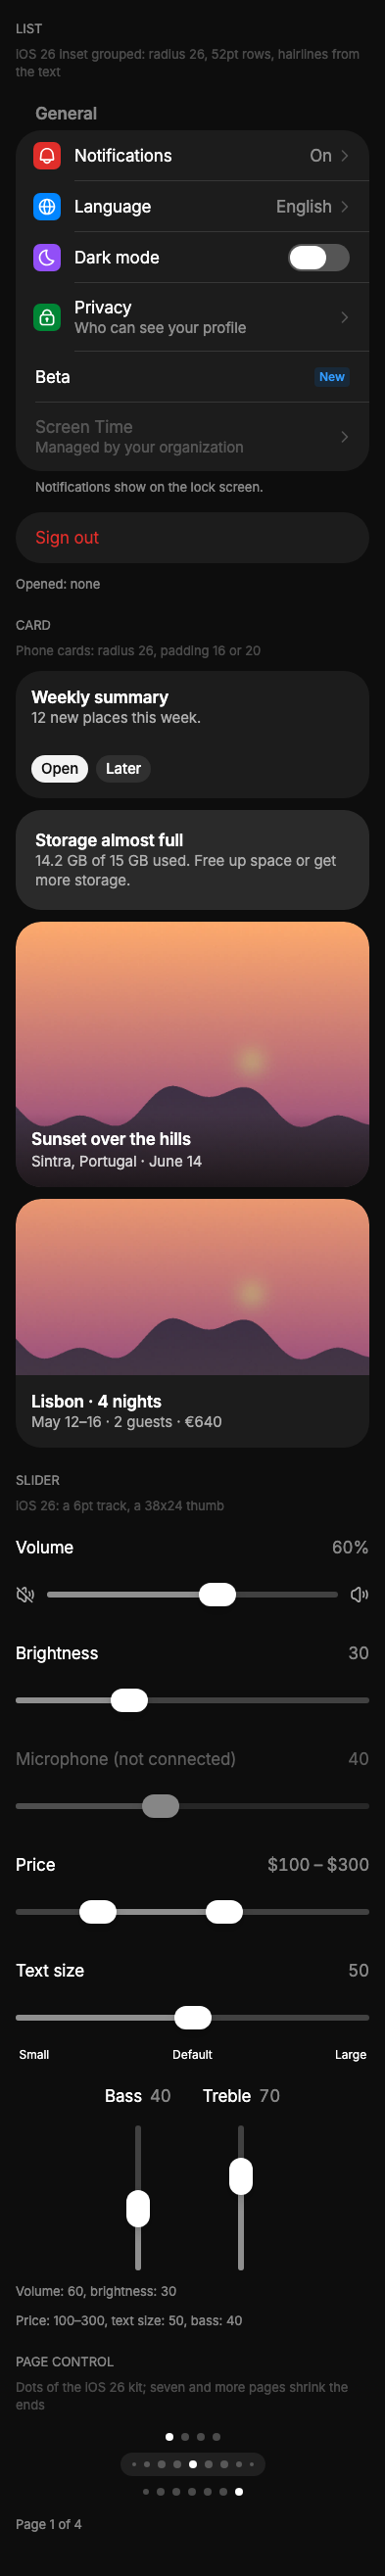 LIST
iOS 26 inset grouped: radius 26, 52pt rows, hairlines from
the text
General
Notifications
On
Language
English
Dark mode
Privacy
Who can see your profile
Beta
New
Screen Time
Managed by your organization
Notifications show on the lock screen.
Sign out
Opened: none
CARD
Phone cards: radius 26, padding 16 or 20
Weekly summary
12 new places this week.
Open
Later
Storage almost full
14.2 GB of 15 GB used. Free up space or get
more storage.
Sunset over the hills
Sintra, Portugal · June 14
Lisbon · 4 nights
May 12–16 · 2 guests · €640
SLIDER
iOS 26: a 6pt track, a 38x24 thumb
Volume
60%
Brightness
30
Microphone (not connected)
40
Price
$100 – $300
Text size
50
Small
Default
Large
Bass 40
Treble 70
Volume: 60, brightness: 30
Price: 100–300, text size: 50, bass: 40
PAGE CONTROL
Dots of the iOS 26 kit; seven and more pages shrink the
ends
Page 1 of 4